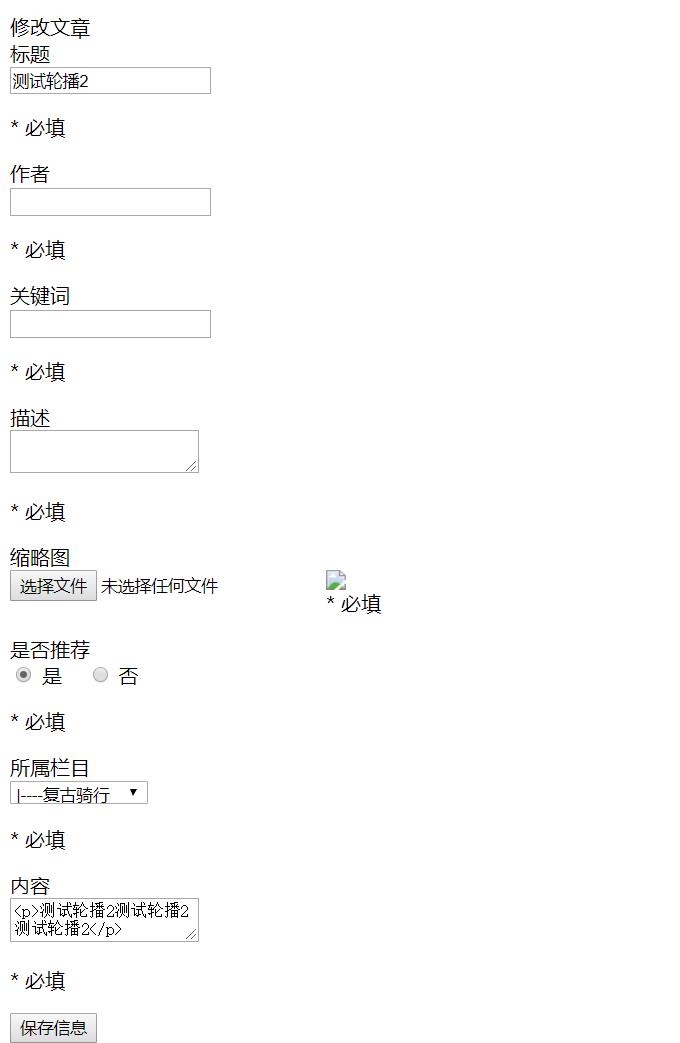 修改文章
标题
测试轮播2
* 必填
作者
* 必填
关键词
* 必填
描述
* 必填
缩略图
选择文件 未选择任何文件
* 必填
是否推荐
是 否
* 必填
所属栏目
|----复古骑行
* 必填
内容
<p>测试轮播2测试轮播2
测试轮播2</p>
* 必填
保存信息